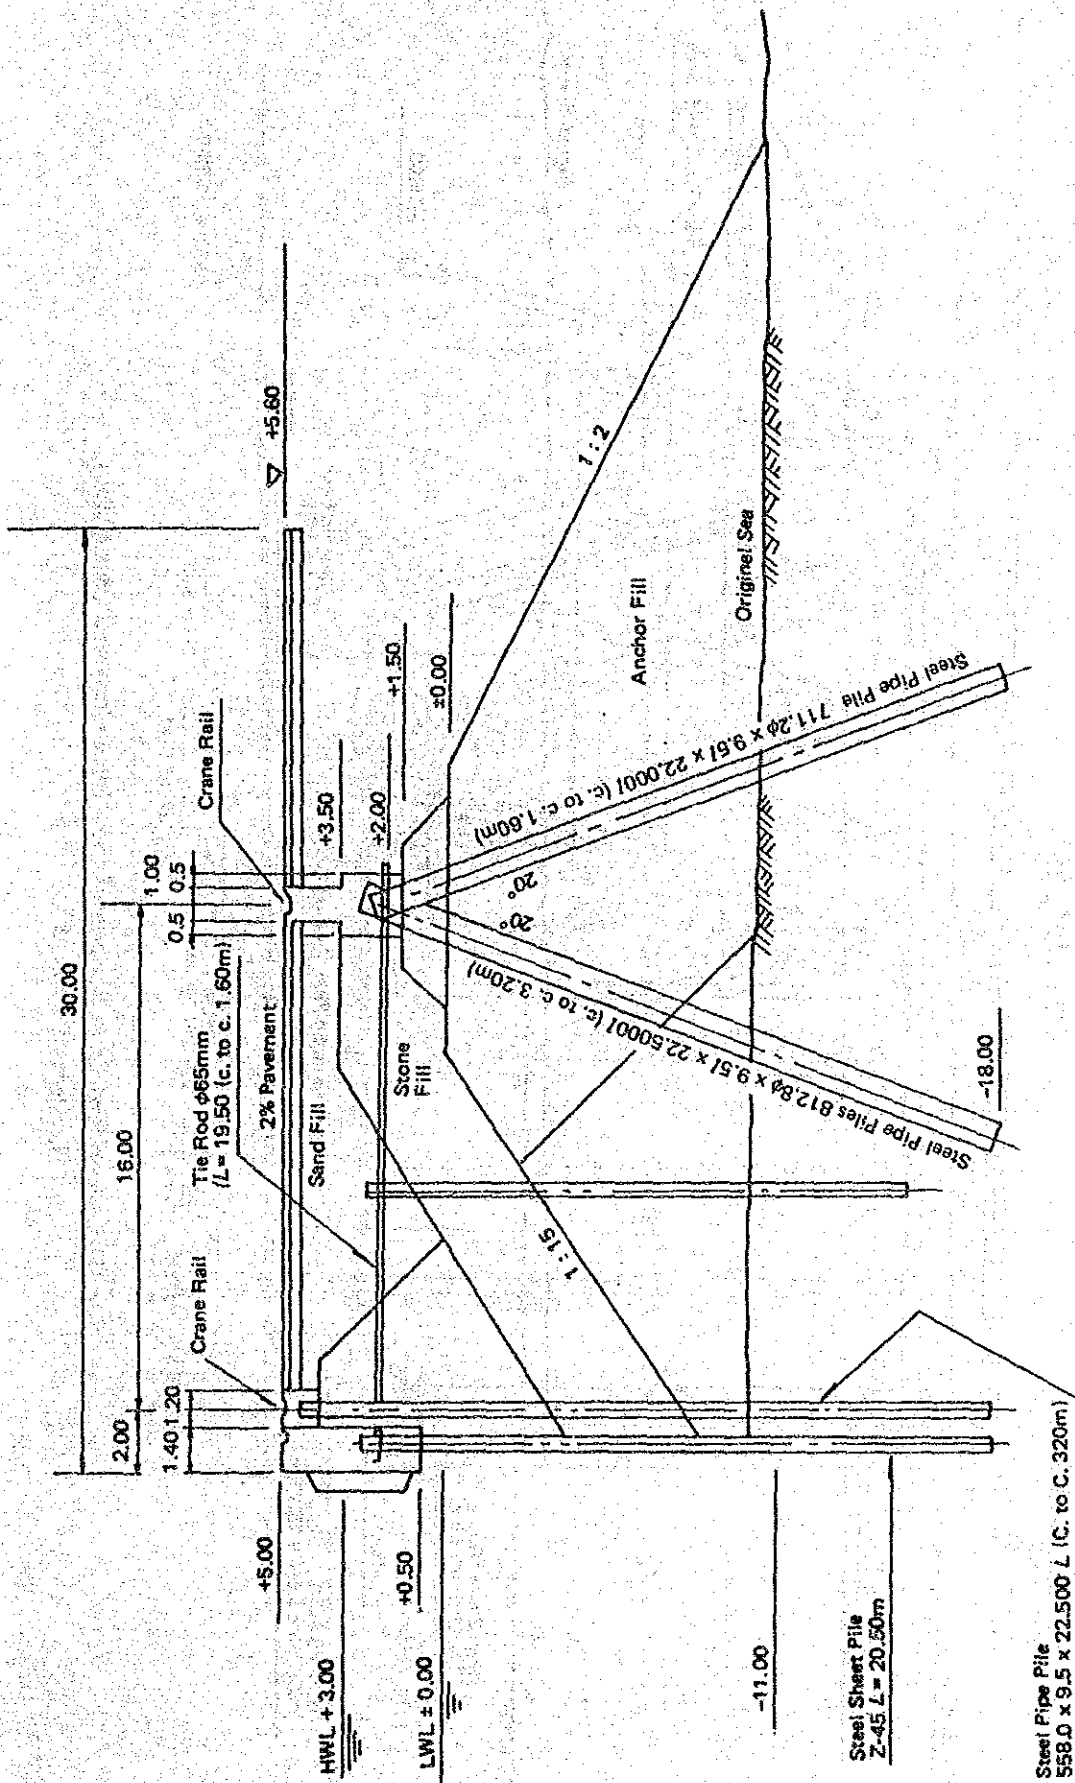 30.00
16.00
2.00
1.40
1.20
1.00
0.5
0.5
Crane Rail
Crane Rail
Tie Rod ϕ65mm
(L = 19.50 (c. to c. 1.60m)
2% Pavement
+5.60
+5.00
Sand Fill
+3.50
HWL + 3.00
+2.00
+1.50
Stone
Fill
+0.50
±0.00
LWL ± 0.00
20°
20°
1 : 2
1 : 15
Anchor Fill
Original Sea
Steel Pipe Piles 812.8ϕ x 9.5l x 22.5000l (c. to c. 3.20m)
Steel Pipe Pile 711.2ϕ x 9.5l x 22.000l (c. to c. 1.60m)
-11.00
-18.00
Steel Sheet Pile
Z-45 L = 20.50m
Steel Pipe Pile
558.0 x 9.5 x 22.500 L (C. to C. 320m)